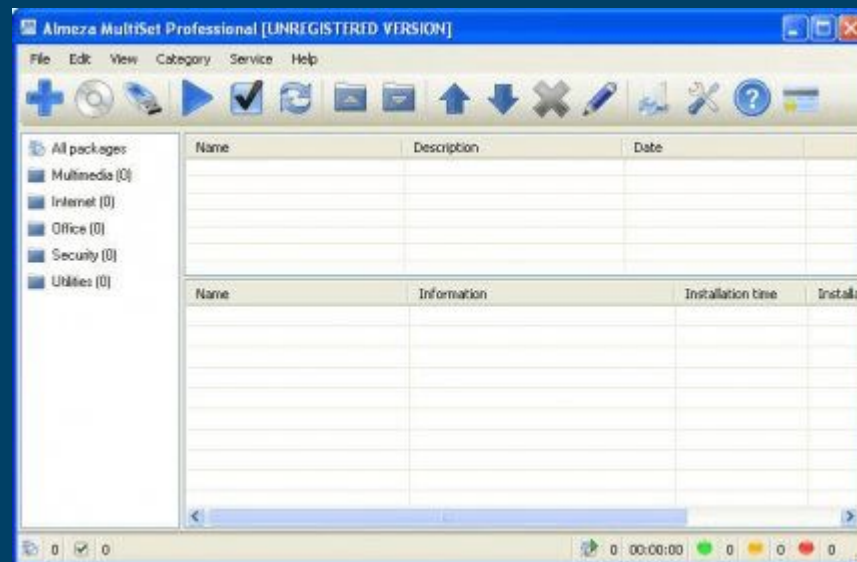 Almeza MultiSet Professional [UNREGISTERED VERSION]
File Edit View Category Service Help
All packages
Multimedia (0)
Internet (0)
Office (0)
Security (0)
Utilities (0)
Name Description Date
Name Information Installation time Installa
0 0 0 00:00:00 0 0 0